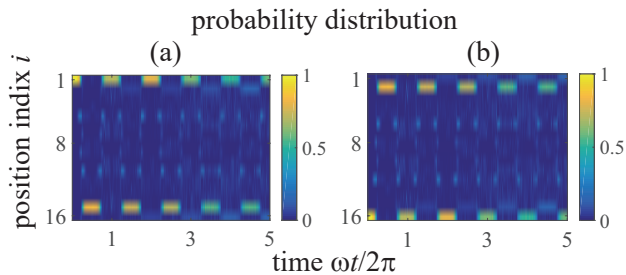 probability distribution
(a) (b)
position indix i
1
8
16
1 3 5
1
0.5
0
1
8
16
1 3 5
1
0.5
0
time ωt/2π